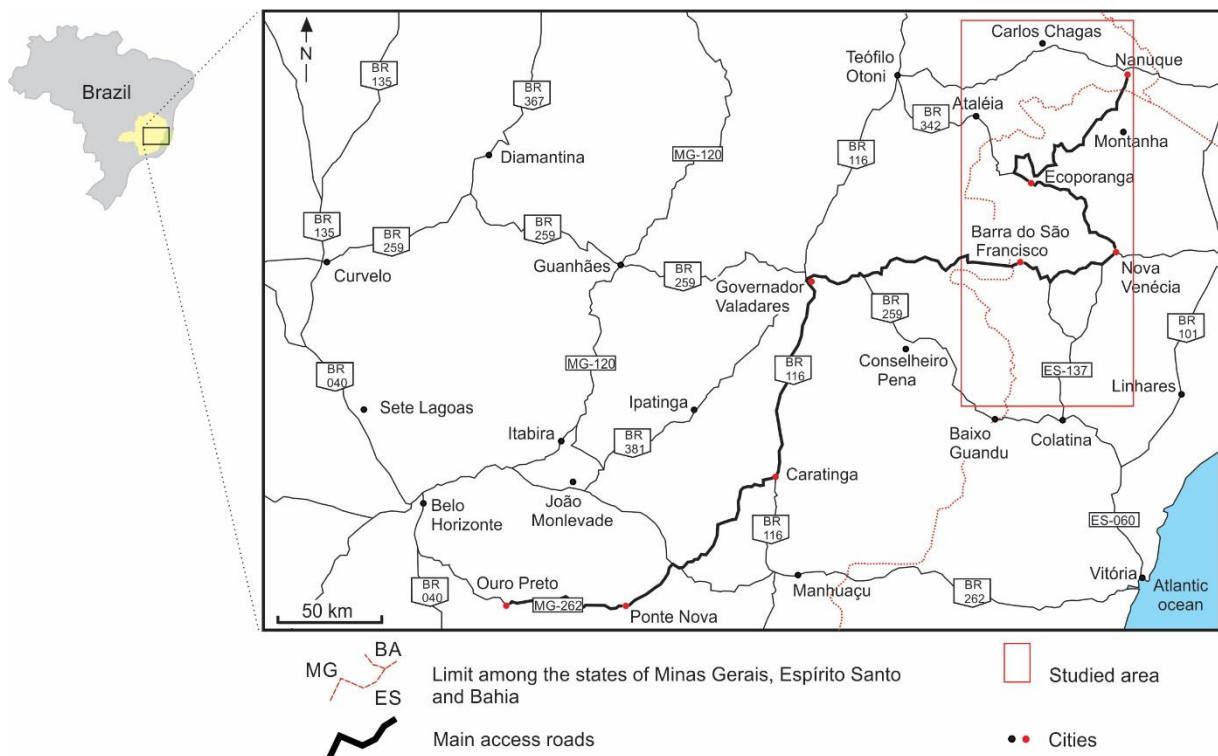 Brazil
N
BR
135
BR
367
Carlos Chagas
Teófilo
Otoni
Nanuque
Ataléia
BR
342
Montanha
MG-120
BR
116
Diamantina
Ecoporanga
BR
135
BR
259
BR
259
Barra do São
Francisco
Curvelo
Guanhães
BR
259
Governador
Valadares
Nova
Venécia
BR
259
BR
101
Conselheiro
Pena
BR
040
MG-120
BR
116
ES-137
Linhares
Sete Lagoas
Ipatinga
Itabira
BR
381
Baixo
Guandu
Colatina
Caratinga
João
Monlevade
Belo
Horizonte
BR
116
ES-060
Ouro Preto
BR
040
MG-262
Ponte Nova
Manhuaçu
BR
262
Vitória
Atlantic
ocean
50 km
MG
BA
ES
Limit among the states of Minas Gerais, Espírito Santo
and Bahia
Studied area
Main access roads
Cities